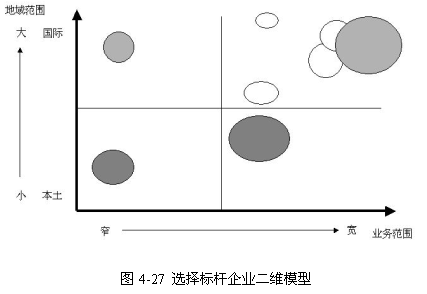 地域范围
大 国际
小 本土
窄 宽 业务范围
图 4-27 选择标杆企业二维模型